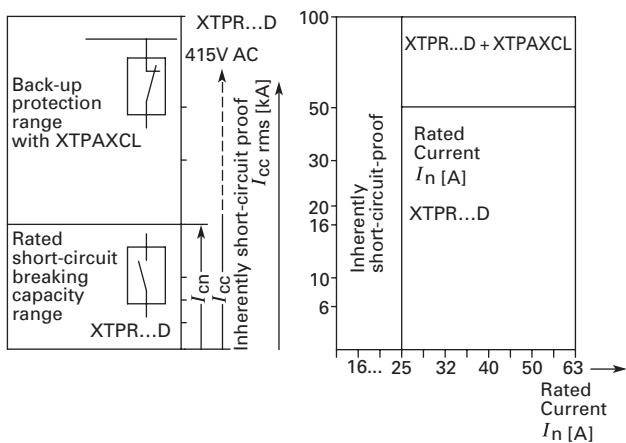 XTPR...D
415V AC
Back-up
protection
range
with XTPAXCL
Rated
short-circuit
breaking
capacity
range
XTPR...D
Icn
Icc
Inherently short-circuit proof
Icc rms [kA]
100
50
30
20
16
10
6
Inherently
short-circuit-proof
XTPR...D + XTPAXCL
Rated
Current
In [A]
XTPR...D
16... 25 32 40 50 63
Rated
Current
In [A]